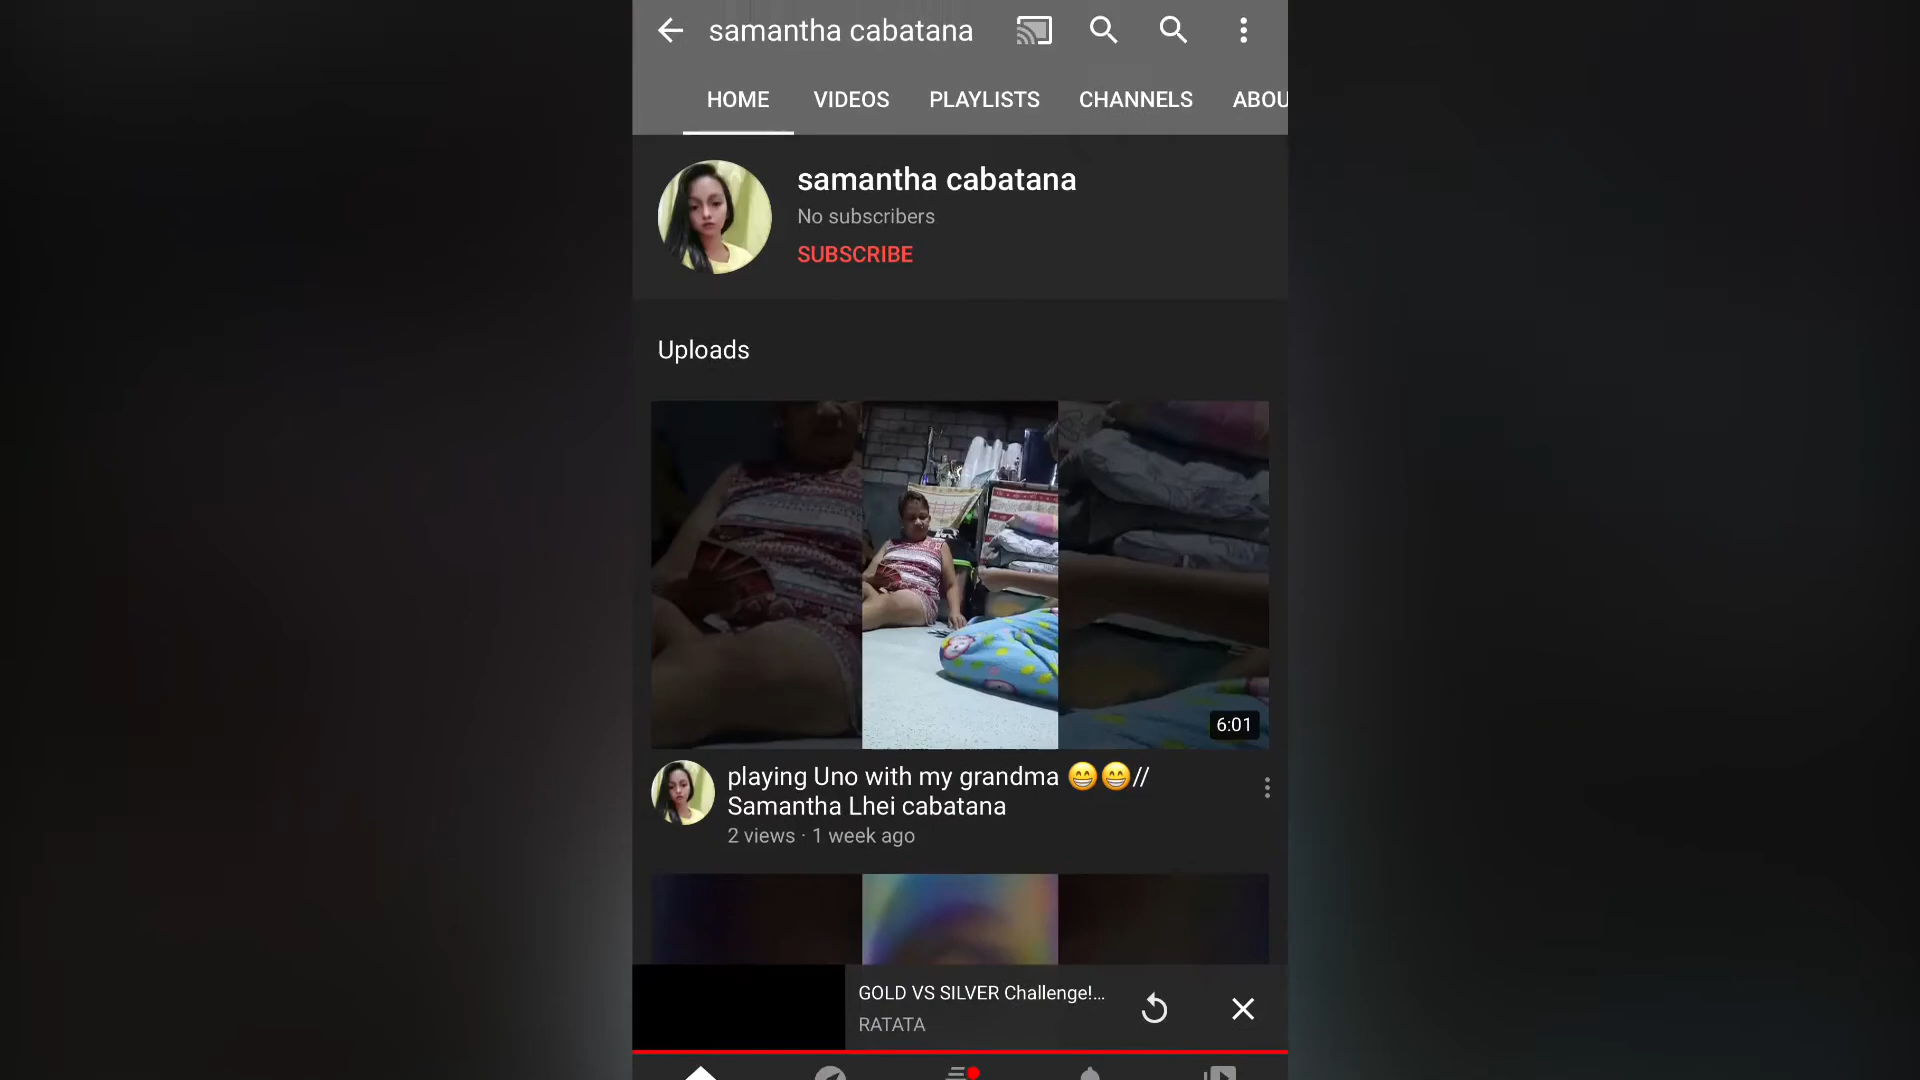 samantha cabatana
HOME VIDEOS PLAYLISTS CHANNELS ABOU
samantha cabatana
No subscribers
SUBSCRIBE
Uploads
6:01
playing Uno with my grandma 😁😁//
Samantha Lhei cabatana
2 views · 1 week ago
GOLD VS SILVER Challenge!...
RATATA